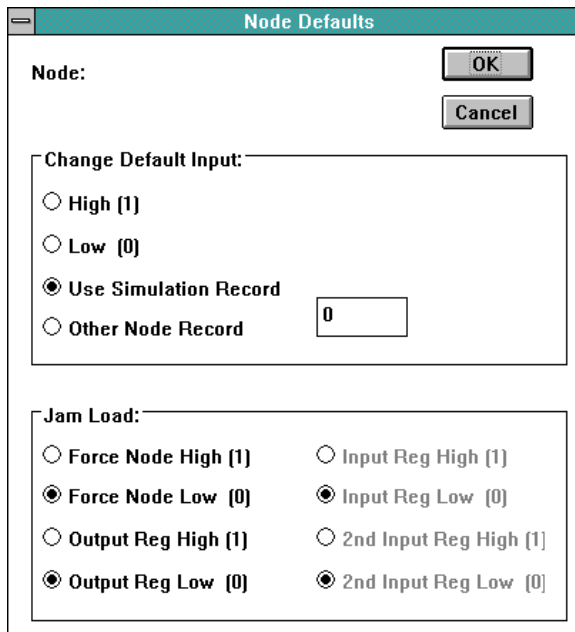 Node Defaults
Node:
OK
Cancel
Change Default Input:
High (1)
Low (0)
Use Simulation Record
Other Node Record
0
Jam Load:
Force Node High (1) Input Reg High (1)
Force Node Low (0) Input Reg Low (0)
Output Reg High (1) 2nd Input Reg High (1)
Output Reg Low (0) 2nd Input Reg Low (0)